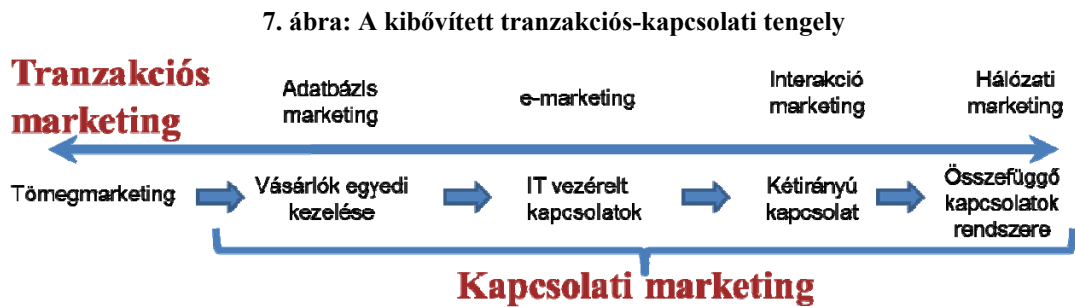 7. ábra: A kibővített tranzakciós-kapcsolati tengely
Tranzakciós
marketing
Adatbázis
marketing
e-marketing
Interakció
marketing
Hálózati
marketing
Tömegmarketing
Vásárlók egyedi
kezelése
IT vezérelt
kapcsolatok
Kétirányú
kapcsolat
Összefüggő
kapcsolatok
rendszere
Kapcsolati marketing